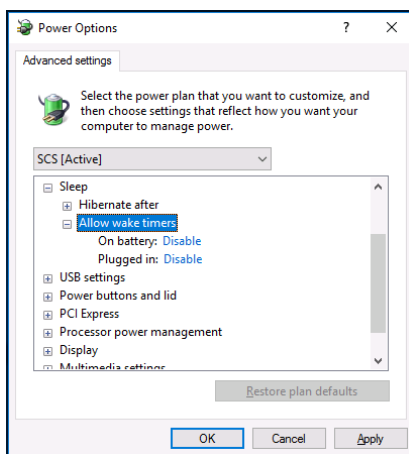 Power Options
Advanced settings
Select the power plan that you want to customize, and
then choose settings that reflect how you want your
computer to manage power.
SCS [Active]
Sleep
Hibernate after
Allow wake timers
On battery: Disable
Plugged in: Disable
USB settings
Power buttons and lid
PCI Express
Processor power management
Display
Multimedia settings
Restore plan defaults
OK Cancel Apply